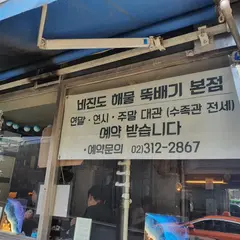 비진도 해물 뚝배기 본점
연말·연시·주말 대관 (수족관 전세)
예약 받습니다
·예약문의 02)312-2867